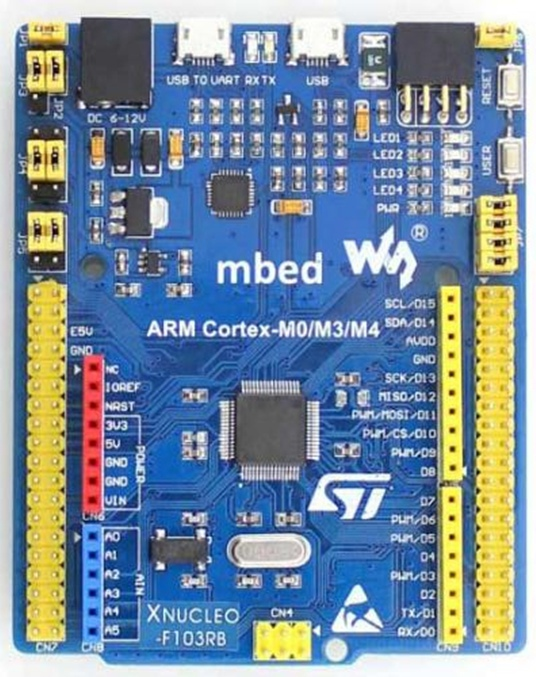 JP1
JP3
JP2
JP4
JP5
DC 6-12V
USB TO UART RX TX
USB
JP6
RESET
USER
LED1
LED2
LED3
LED4
PWR
JP7
mbed
®
ARM Cortex-M0/M3/M4
E5V
GND
NC
IOREF
NRST
3V3
5V
GND
GND
VIN
POWER
CN6
A0
A1
A2
A3
A4
A5
AIN
CN7
CN8
SCL/D15
SDA/D14
AVDD
GND
SCK/D13
MISO/D12
PWM/MOSI/D11
PWM/CS/D10
PWM/D9
D8
D7
PWM/D6
PWM/D5
D4
PWM/D3
D2
TX/D1
RX/D0
CN9
CN10
ST
XNUCLEO
-F103RB
CN4